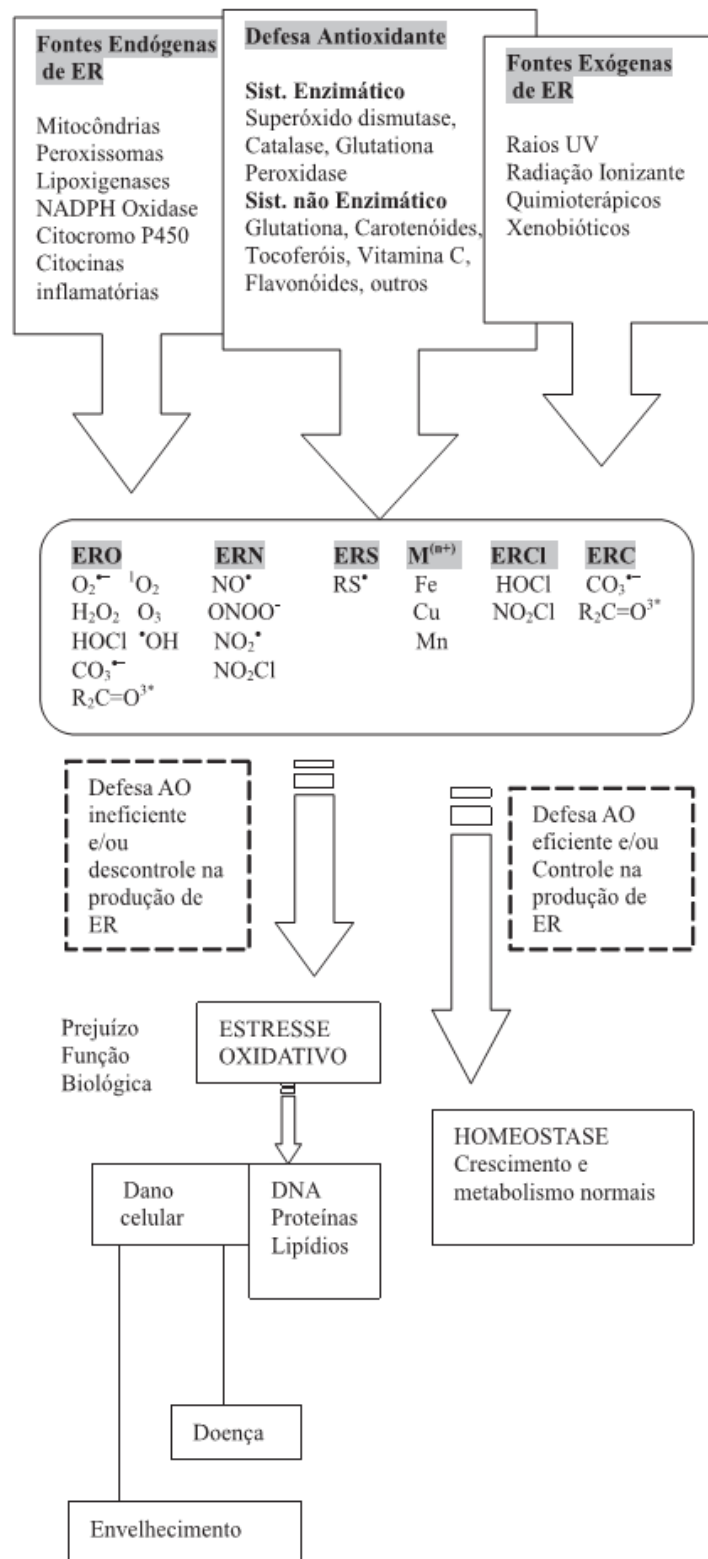 Fontes Endógenas
de ER
Mitocôndrias
Peroxissomas
Lipoxigenases
NADPH Oxidase
Citocromo P450
Citocinas
inflamatórias
Defesa Antioxidante
Sist. Enzimático
Superóxido dismutase,
Catalase, Glutationa
Peroxidase
Sist. não Enzimático
Glutationa, Carotenóides,
Tocoferóis, Vitamina C,
Flavonóides, outros
Fontes Exógenas
de ER
Raios UV
Radiação Ionizante
Quimioterápicos
Xenobióticos
ERO
O₂•⁻ ¹O₂
H₂O₂ O₃
HOCl •OH
CO₃•⁻
R₂C=O³*
ERN
NO•
ONOO⁻
NO₂•
NO₂Cl
ERS
RS•
M⁽ⁿ⁺⁾
Fe
Cu
Mn
ERCl
HOCl
NO₂Cl
ERC
CO₃•⁻
R₂C=O³*
Defesa AO
ineficiente
e/ou
descontrole na
produção de
ER
Defesa AO
eficiente e/ou
Controle na
produção de
ER
Prejuízo
Função
Biológica
ESTRESSE
OXIDATIVO
HOMEOSTASE
Crescimento e
metabolismo normais
Dano
celular
DNA
Proteínas
Lipídios
Doença
Envelhecimento